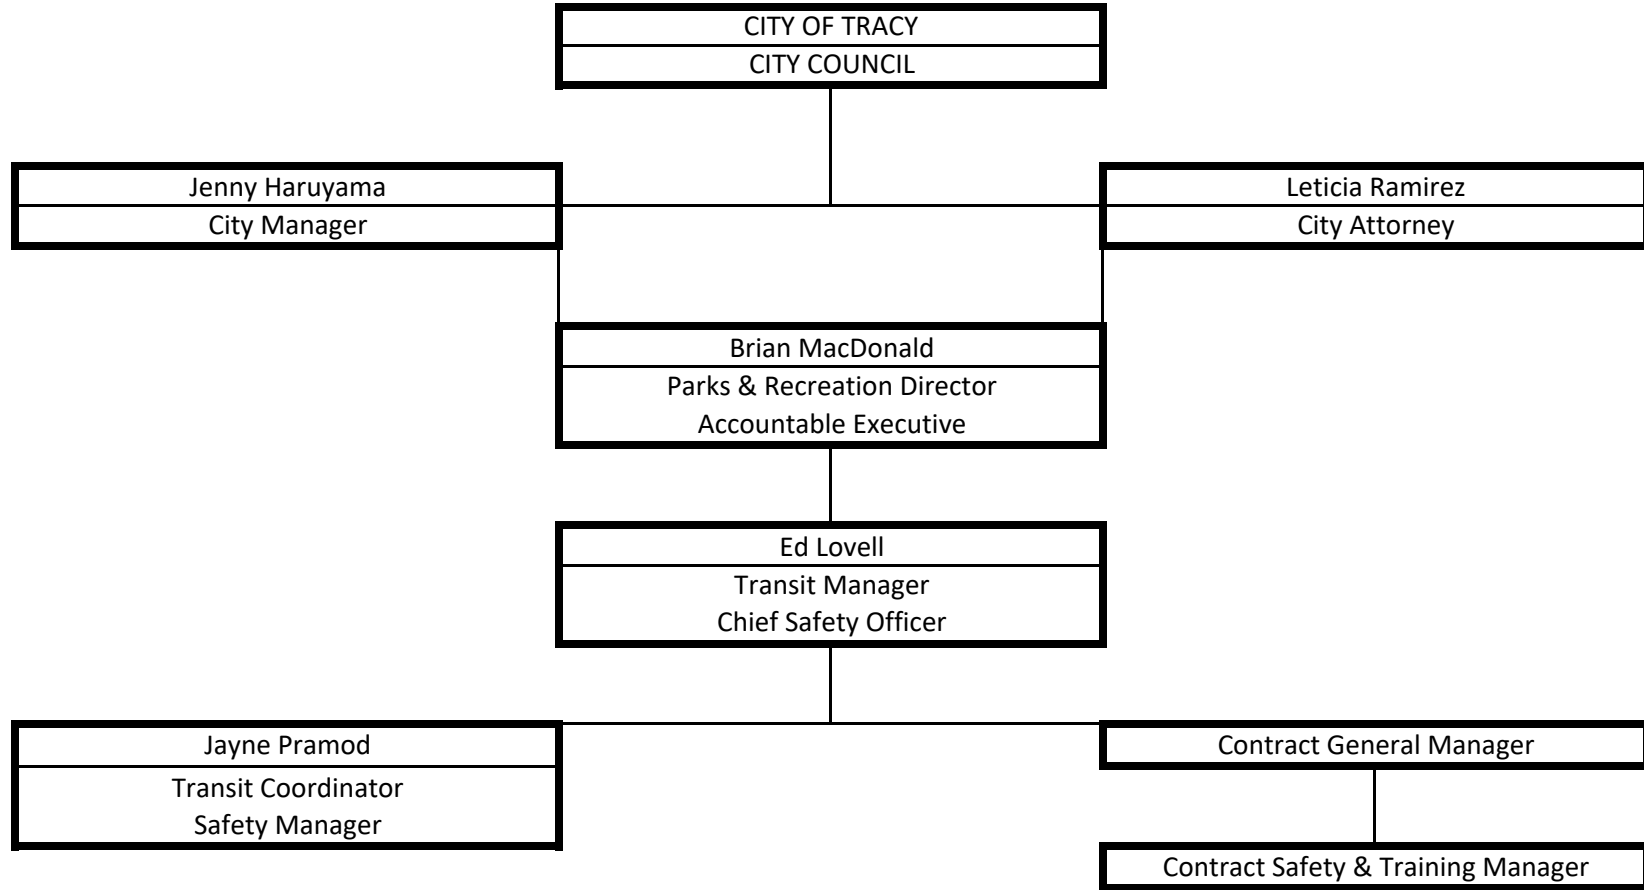 CITY OF TRACY
CITY COUNCIL
Jenny Haruyama
City Manager
Leticia Ramirez
City Attorney
Brian MacDonald
Parks & Recreation Director
Accountable Executive
Ed Lovell
Transit Manager
Chief Safety Officer
Jayne Pramod
Transit Coordinator
Safety Manager
Contract General Manager
Contract Safety & Training Manager